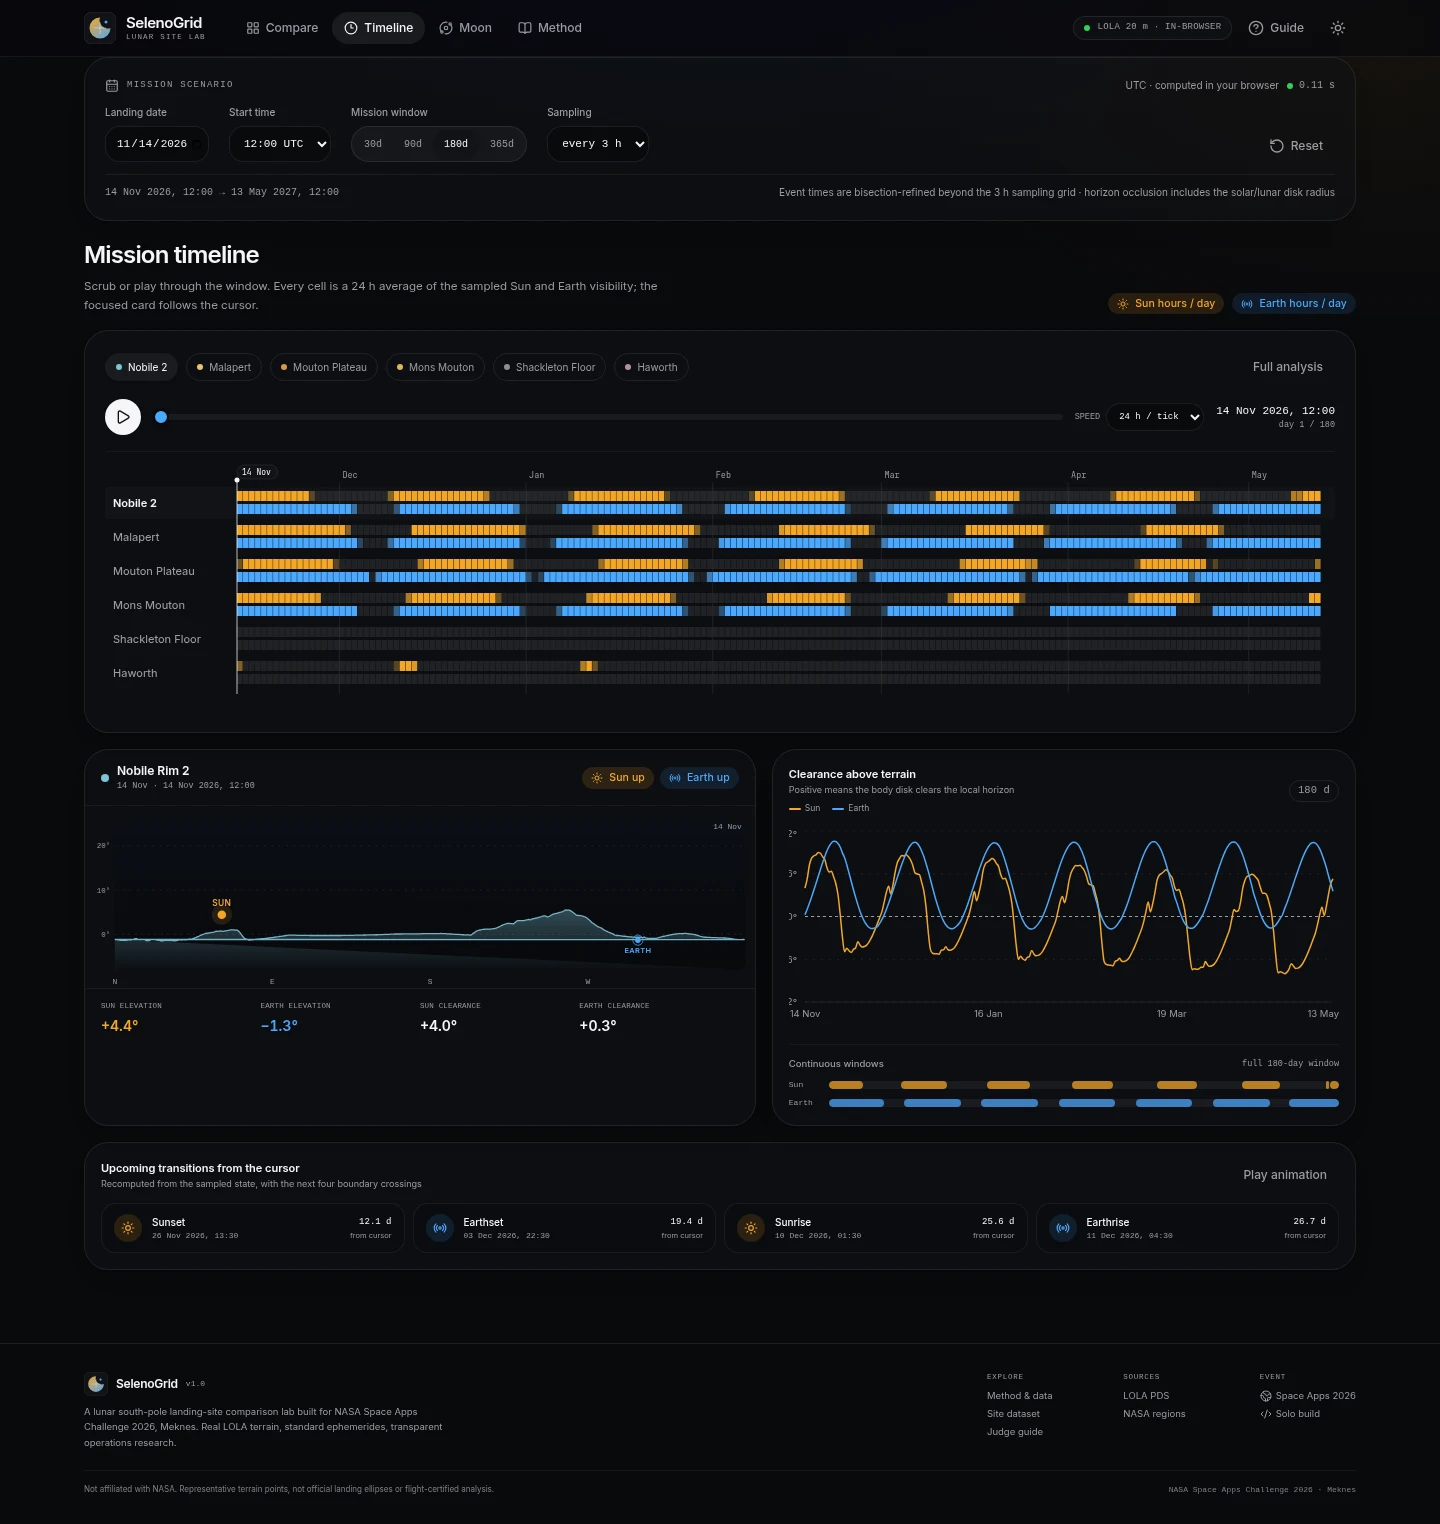 SelenoGrid
LUNAR SITE LAB
Compare
Timeline
Moon
Method
LOLA 20 m · IN-BROWSER
Guide
MISSION SCENARIO
UTC · computed in your browser
0.11 s
Landing date
Start time
Mission window
Sampling
11/14/2026
12:00 UTC
30d
90d
180d
365d
every 3 h
Reset
14 Nov 2026, 12:00 → 13 May 2027, 12:00
Event times are bisection-refined beyond the 3 h sampling grid · horizon occlusion includes the solar/lunar disk radius
Mission timeline
Scrub or play through the window. Every cell is a 24 h average of the sampled Sun and Earth visibility; the
focused card follows the cursor.
Sun hours / day
Earth hours / day
Nobile 2
Malapert
Mouton Plateau
Mons Mouton
Shackleton Floor
Haworth
Full analysis
SPEED
24 h / tick
14 Nov 2026, 12:00
day 1 / 180
14 Nov
Dec
Jan
Feb
Mar
Apr
May
Nobile 2
Malapert
Mouton Plateau
Mons Mouton
Shackleton Floor
Haworth
Nobile Rim 2
14 Nov · 14 Nov 2026, 12:00
Sun up
Earth up
14 Nov
20°
10°
0°
SUN
EARTH
N
E
S
W
SUN ELEVATION
EARTH ELEVATION
SUN CLEARANCE
EARTH CLEARANCE
+4.4°
−1.3°
+4.0°
+0.3°
Clearance above terrain
Positive means the body disk clears the local horizon
180 d
Sun
Earth
2°
6°
0°
6°
2°
14 Nov
16 Jan
19 Mar
13 May
Continuous windows
full 180-day window
Sun
Earth
Upcoming transitions from the cursor
Recomputed from the sampled state, with the next four boundary crossings
Play animation
Sunset
26 Nov 2026, 13:30
12.1 d
from cursor
Earthset
03 Dec 2026, 22:30
19.4 d
from cursor
Sunrise
10 Dec 2026, 01:30
25.6 d
from cursor
Earthrise
11 Dec 2026, 04:30
26.7 d
from cursor
SelenoGrid
v1.0
A lunar south-pole landing-site comparison lab built for NASA Space Apps
Challenge 2026, Meknes. Real LOLA terrain, standard ephemerides, transparent
operations research.
EXPLORE
Method & data
Site dataset
Judge guide
SOURCES
LOLA PDS
NASA regions
EVENT
Space Apps 2026
Solo build
Not affiliated with NASA. Representative terrain points, not official landing ellipses or flight-certified analysis.
NASA Space Apps Challenge 2026 · Meknes